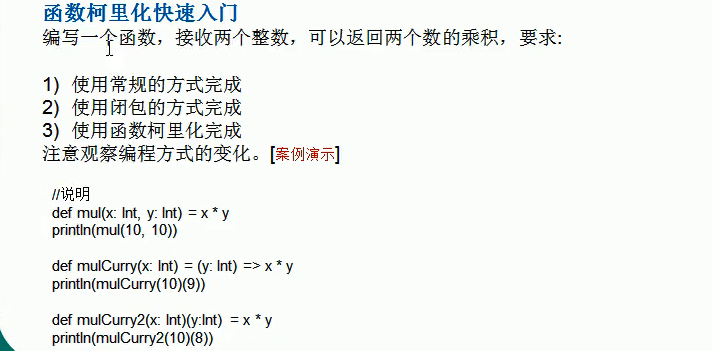 函数柯里化快速入门
编写一个函数，接收两个整数，可以返回两个数的乘积，要求:
1) 使用常规的方式完成
2) 使用闭包的方式完成
3) 使用函数柯里化完成
注意观察编程方式的变化。[案例演示]
//说明
def mul(x: Int, y: Int) = x * y
println(mul(10, 10))
def mulCurry(x: Int) = (y: Int) => x * y
println(mulCurry(10)(9))
def mulCurry2(x: Int)(y:Int) = x * y
println(mulCurry2(10)(8))